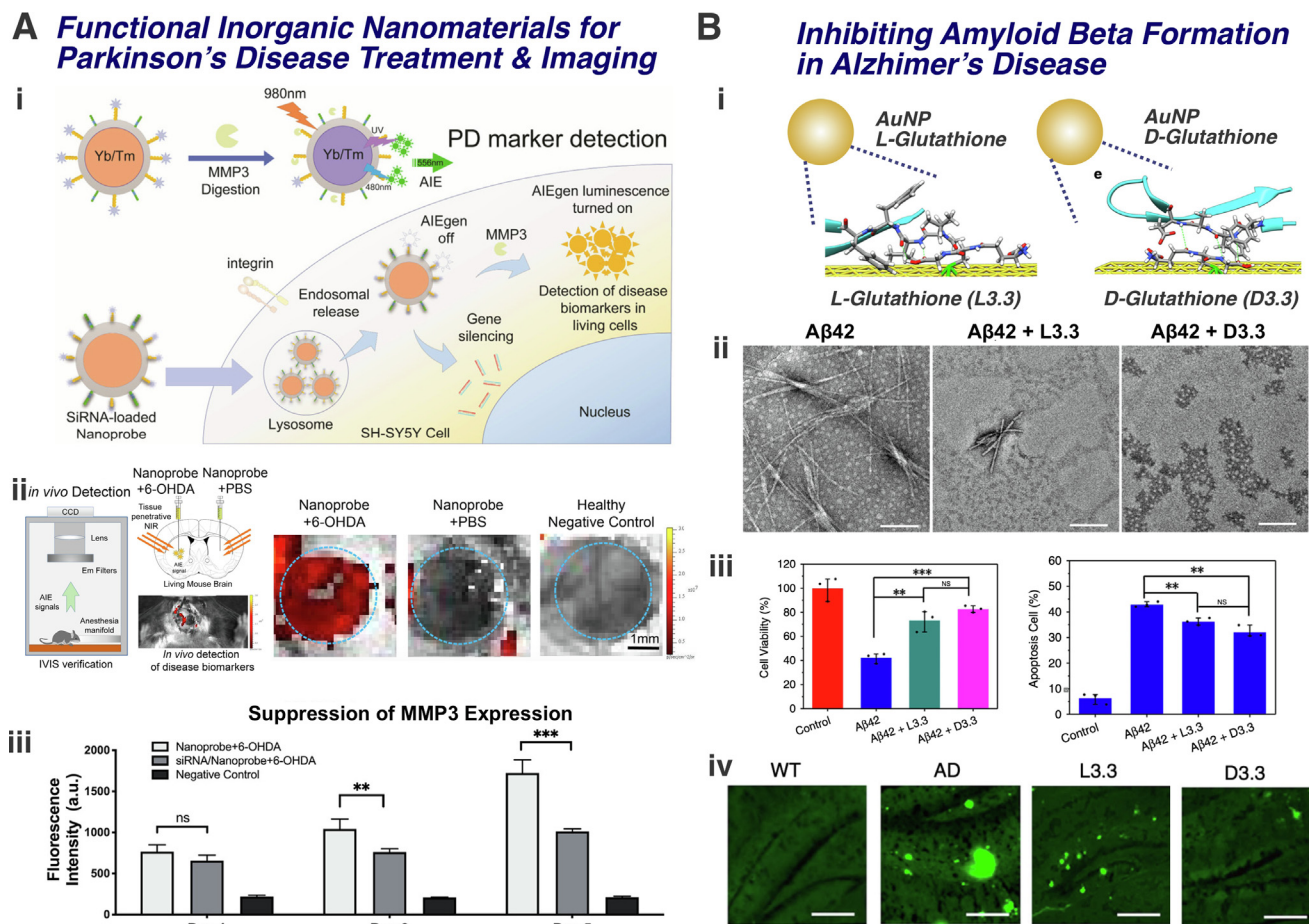 A
Functional Inorganic Nanomaterials for
Parkinson's Disease Treatment & Imaging
i
980nm
Yb/Tm
MMP3
Digestion
UV
Yb/Tm
480nm
556nm
AIE
PD marker detection
AIEgen
off
MMP3
AIEgen luminescence
turned on
integrin
Endosomal
release
Detection of disease
biomarkers in
living cells
Gene
silencing
SiRNA-loaded
Nanoprobe
Lysosome
SH-SY5Y Cell
Nucleus
ii
in vivo Detection
CCD
Lens
Em Filters
AIE
signals
Anesthesia
manifold
IVIS verification
Nanoprobe
+6-OHDA
Nanoprobe
+PBS
Tissue
penetrative
NIR
AIE
signal
Living Mouse Brain
In vivo detection
of disease biomarkers
Nanoprobe
+6-OHDA
Nanoprobe
+PBS
Healthy
Negative Control
1mm
iii
Suppression of MMP3 Expression
Fluorescence
Intensity (a.u.)
2000
1500
1000
500
0
Nanoprobe+6-OHDA
siRNA/Nanoprobe+6-OHDA
Negative Control
ns
**
***
B
Inhibiting Amyloid Beta Formation
in Alzhimer's Disease
i
AuNP
L-Glutathione
AuNP
D-Glutathione
e
L-Glutathione (L3.3)
D-Glutathione (D3.3)
ii
Aβ42
Aβ42 + L3.3
Aβ42 + D3.3
iii
Cell Viability (%)
120
100
80
60
40
20
0
***
**
NS
Control
Aβ42
Aβ42 + L3.3
Aβ42 + D3.3
Apoptosis Cell (%)
60
50
40
30
20
10
0
**
**
NS
Control
Aβ42
Aβ42 + L3.3
Aβ42 + D3.3
iv
WT
AD
L3.3
D3.3